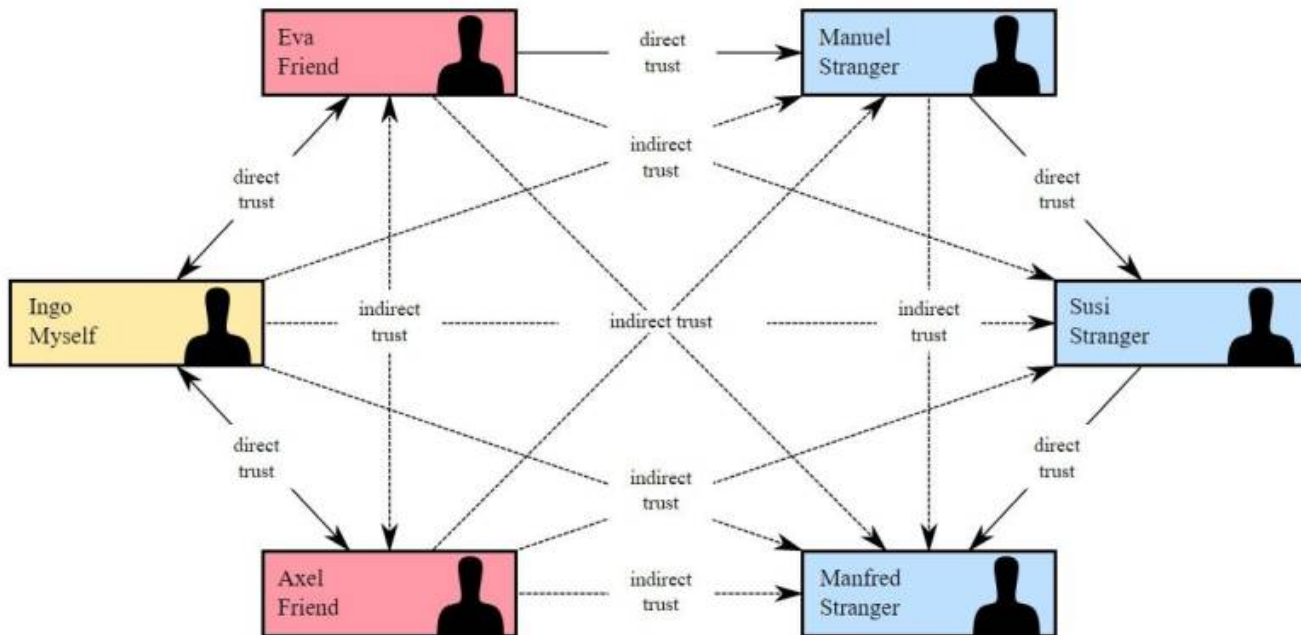 Eva
Friend
direct
trust
Manuel
Stranger
indirect
trust
direct
trust
direct
trust
Ingo
Myself
indirect
trust
indirect trust
indirect
trust
Susi
Stranger
direct
trust
indirect
trust
direct
trust
Axel
Friend
indirect
trust
Manfred
Stranger